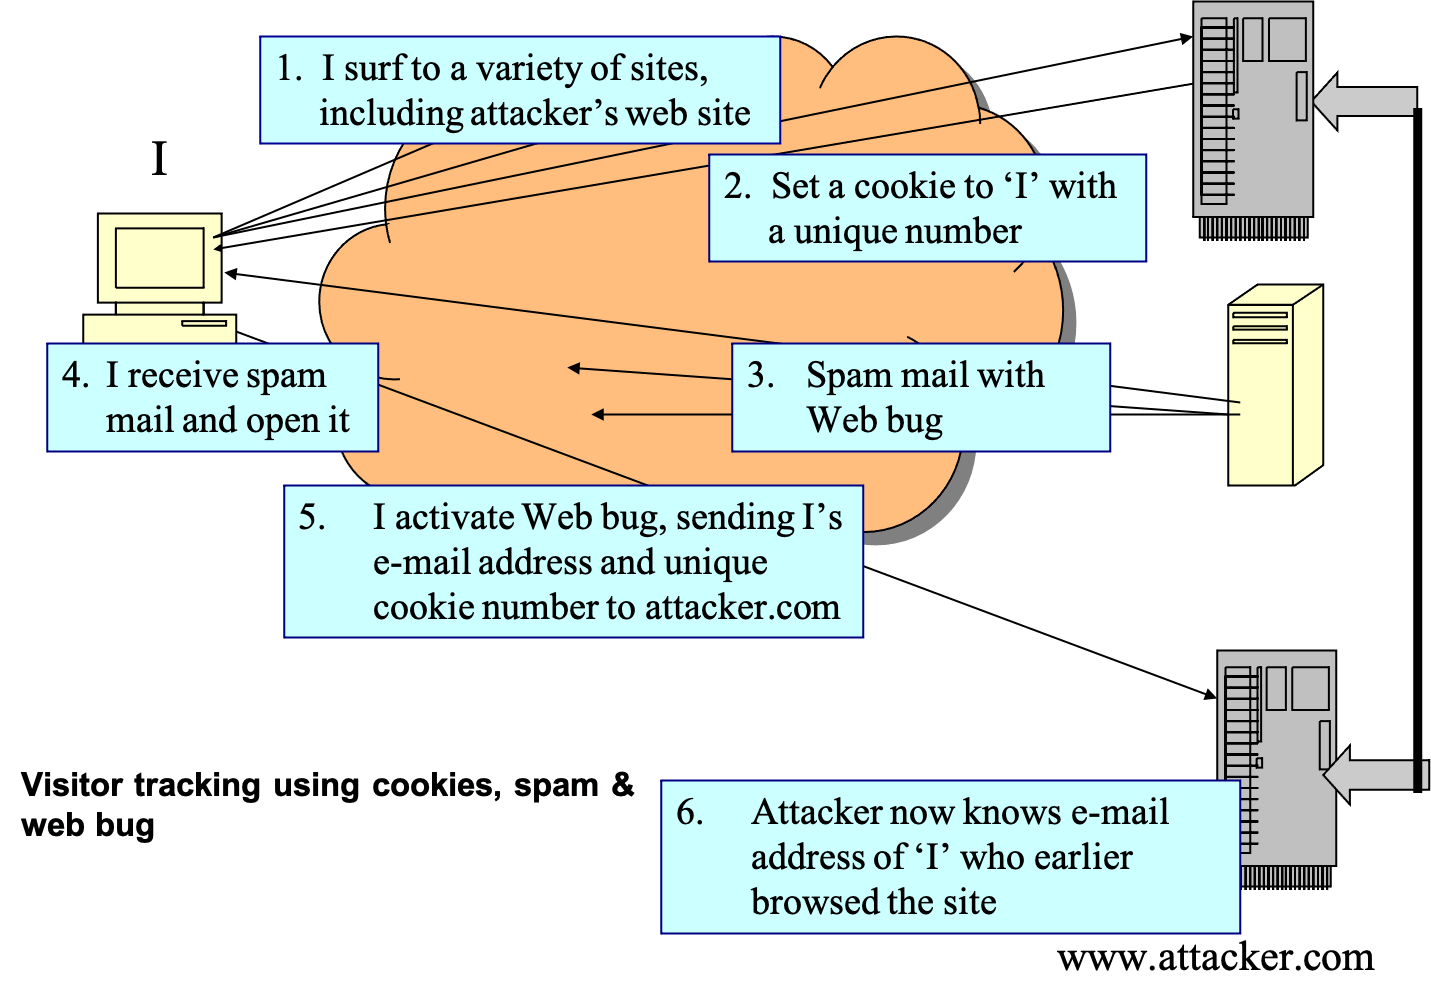 1. I surf to a variety of sites,
including attacker’s web site
I
2. Set a cookie to ‘I’ with
a unique number
4. I receive spam
mail and open it
3. Spam mail with
Web bug
5. I activate Web bug, sending I’s
e-mail address and unique
cookie number to attacker.com
Visitor tracking using cookies, spam &
web bug
6. Attacker now knows e-mail
address of ‘I’ who earlier
browsed the site
www.attacker.com